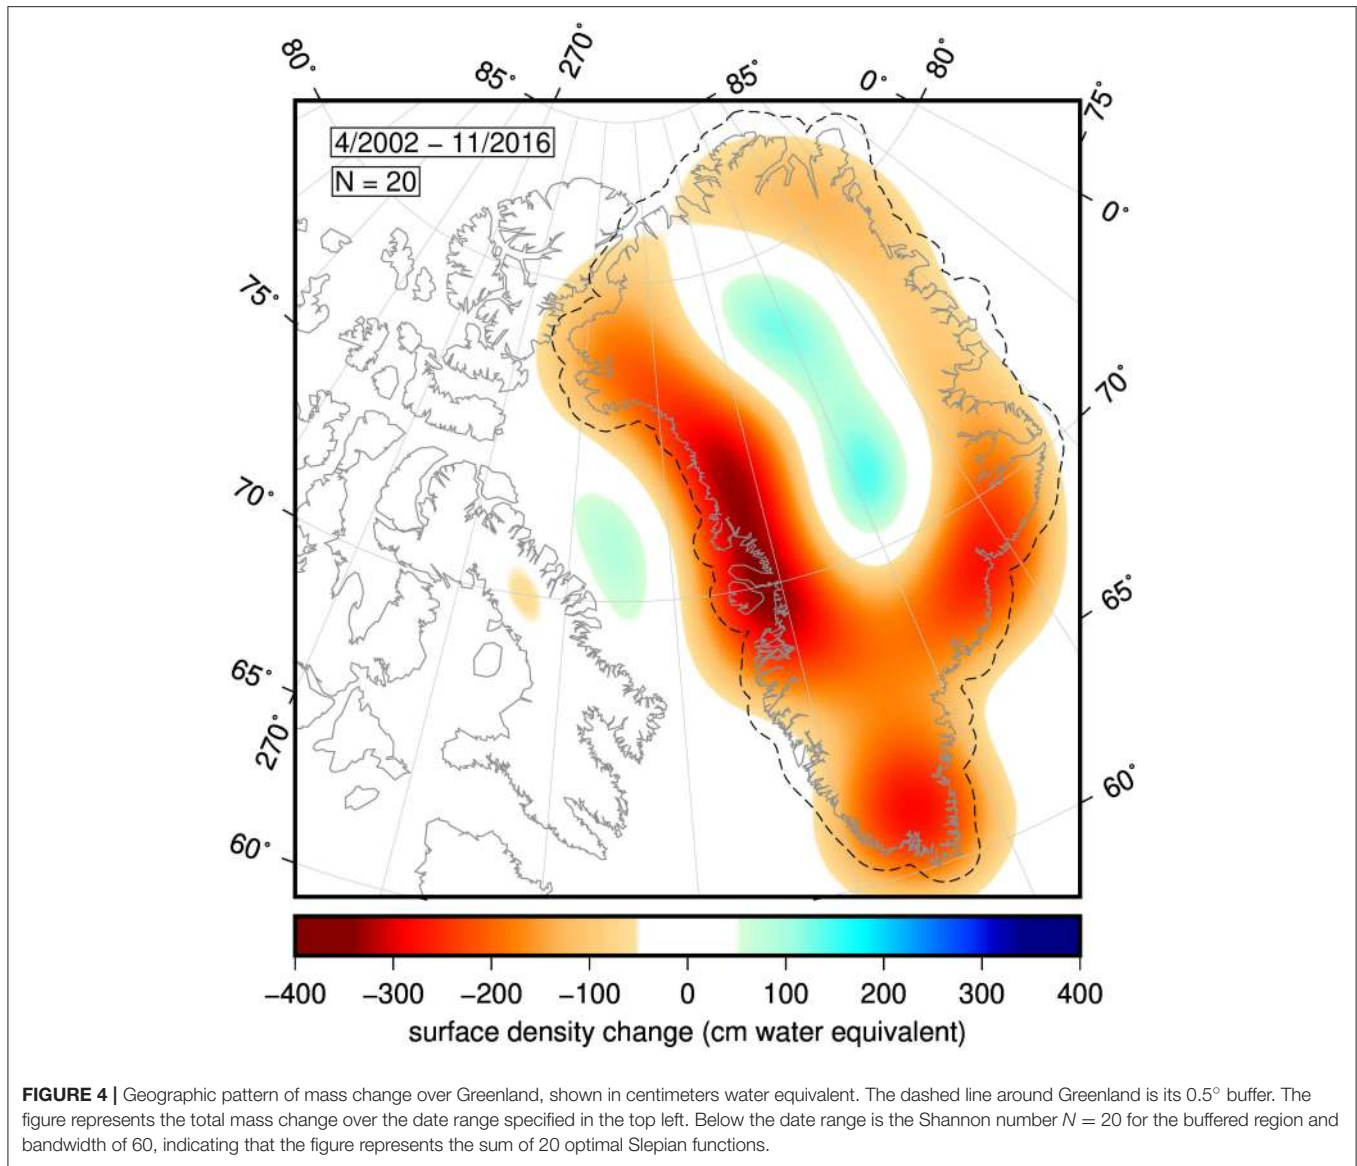 80°
85°
270°
85°
0°
80°
75°
4/2002 – 11/2016
N = 20
0°
75°
70°
70°
65°
65°
270°
60°
60°
−400 −300 −200 −100 0 100 200 300 400
surface density change (cm water equivalent)
FIGURE 4 | Geographic pattern of mass change over Greenland, shown in centimeters water equivalent. The dashed line around Greenland is its 0.5° buffer. The
figure represents the total mass change over the date range specified in the top left. Below the date range is the Shannon number N = 20 for the buffered region and
bandwidth of 60, indicating that the figure represents the sum of 20 optimal Slepian functions.